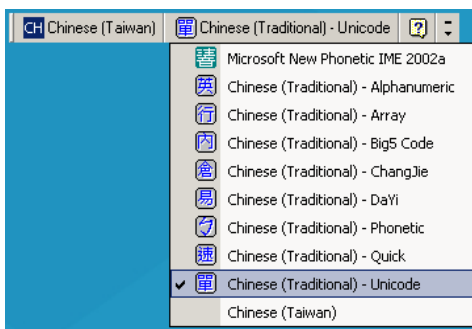 CH Chinese (Taiwan) 單 Chinese (Traditional) - Unicode ?
Microsoft New Phonetic IME 2002a
英 Chinese (Traditional) - Alphanumeric
行 Chinese (Traditional) - Array
內 Chinese (Traditional) - Big5 Code
倉 Chinese (Traditional) - ChangJie
易 Chinese (Traditional) - DaYi
ㄅ Chinese (Traditional) - Phonetic
速 Chinese (Traditional) - Quick
單 Chinese (Traditional) - Unicode
Chinese (Taiwan)